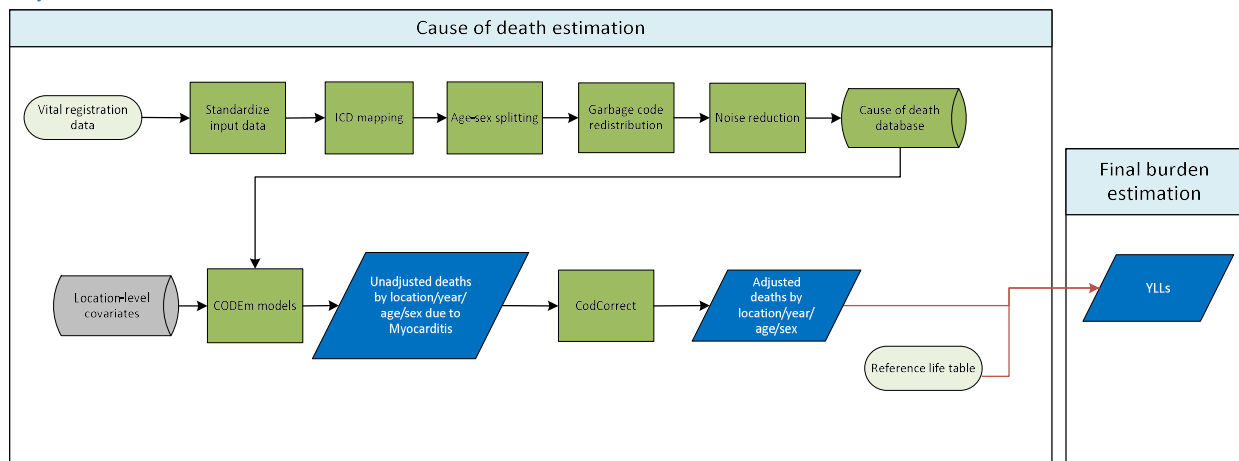 Cause of death estimation
Vital registration
data
Standardize
input data
ICD mapping
Age-sex splitting
Garbage code
redistribution
Noise reduction
Cause of death
database
Final burden
estimation
Location-level
covariates
CODEm models
Unadjusted deaths
by location/year/
age/sex due to
Myocarditis
CodCorrect
Adjusted
deaths by
location/year/
age/sex
YLLs
Reference life table